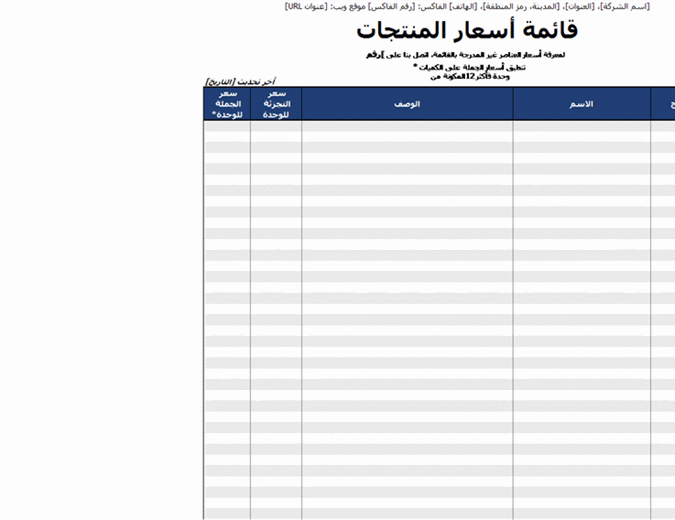 [اسم الشركة]، [العنوان]، [المدينة، رمز المنطقة]، [الهاتف] الفاكس: [رقم الفاكس] موقع ويب: [عنوان URL]
قائمة أسعار المنتجات
لمعرفة أسعار العناصر غير المدرجة بالقائمة، اتصل بنا على [رقم
تنطبق أسعار الجملة على الكميات *
المكونة من 12 وحدة فأكثر
آخر تحديث [التاريخ]
الاسم
الوصف
سعر التجزئة للوحدة
سعر الجملة للوحدة*